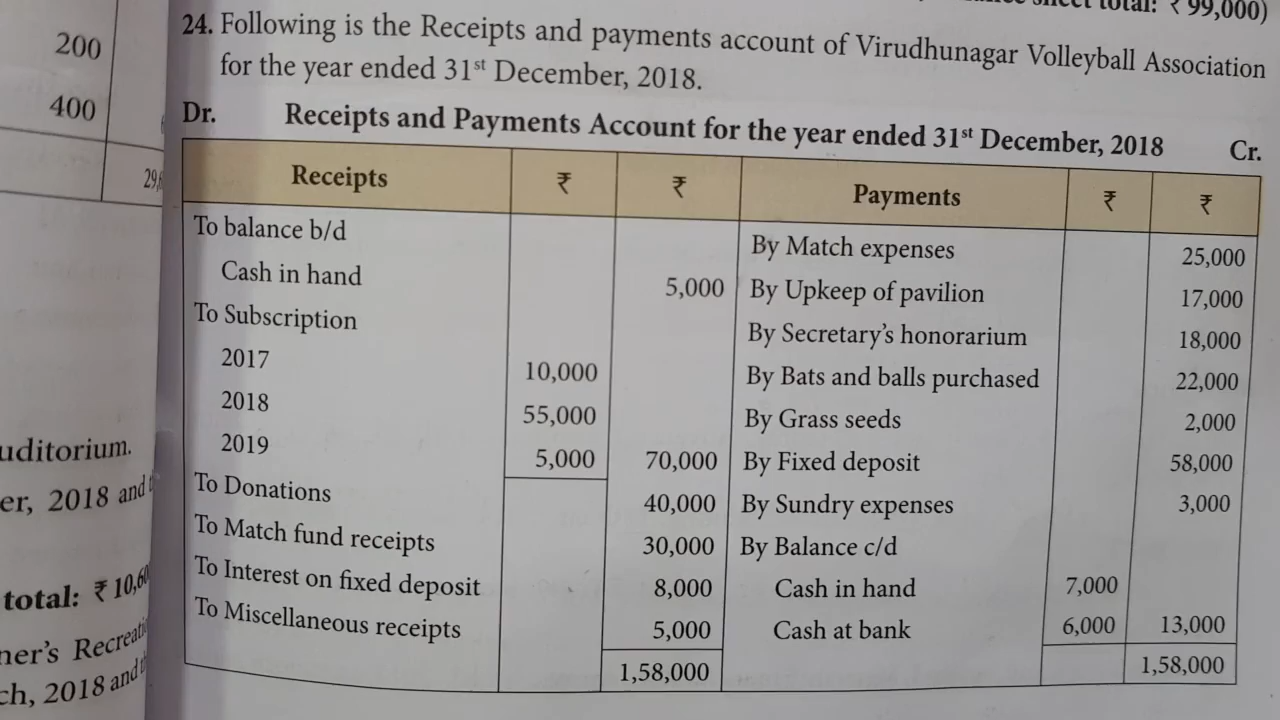 total: ₹ 99,000)
200
400
24. Following is the Receipts and payments account of Virudhunagar Volleyball Association
for the year ended 31st December, 2018.
Dr. Receipts and Payments Account for the year ended 31st December, 2018 Cr.
Receipts ₹ ₹ Payments ₹ ₹
To balance b/d By Match expenses 25,000
Cash in hand 5,000 By Upkeep of pavilion 17,000
To Subscription By Secretary's honorarium 18,000
2017 10,000 By Bats and balls purchased 22,000
2018 55,000 By Grass seeds 2,000
2019 5,000 70,000 By Fixed deposit 58,000
To Donations 40,000 By Sundry expenses 3,000
To Match fund receipts 30,000 By Balance c/d
To Interest on fixed deposit 8,000 Cash in hand 7,000
To Miscellaneous receipts 5,000 Cash at bank 6,000 13,000
1,58,000 1,58,000
uditorium.
er, 2018 and
total: ₹ 10,60
ner's Recreati
ch, 2018 and